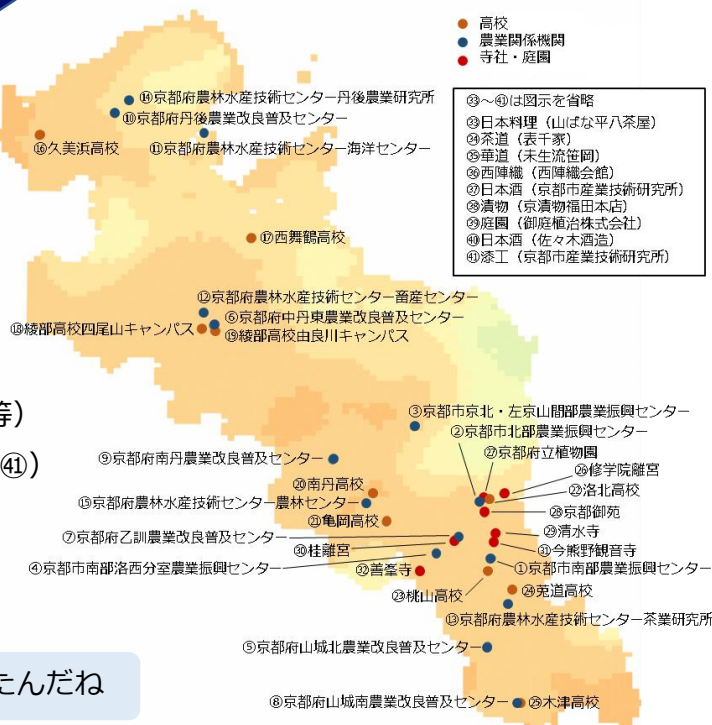 高校
農業関係機関
寺社・庭園
㉝～㊶は図示を省略
㉝日本料理（山ばな平八茶屋）
㉞茶道（表千家）
㉟華道（未生流笹岡）
㊱西陣織（西陣織会館）
㊲日本酒（京都市産業技術研究所）
㊳漬物（京漬物福田本店）
㊴庭園（御庭植治株式会社）
㊵日本酒（佐々木酒造）
㊶漆工（京都市産業技術研究所）
⑭京都府農林水産技術センター丹後農業研究所
⑩京都府丹後農業改良普及センター
⑯久美浜高校
⑪京都府農林水産技術センター海洋センター
⑰西舞鶴高校
⑫京都府農林水産技術センター畜産センター
⑥京都府中丹東農業改良普及センター
⑱綾部高校四尾山キャンパス
⑲綾部高校由良川キャンパス
等）
③京都市京北・左京山間部農業振興センター
②京都市北部農業振興センター
㊶）
⑨京都府南丹農業改良普及センター
㉗京都府立植物園
㉖修学院離宮
⑳南丹高校
㉒洛北高校
⑮京都府農林水産技術センター農林センター
㉘京都御苑
㉑亀岡高校
⑦京都府乙訓農業改良普及センター
㉙清水寺
㉚桂離宮
㉛今熊野観音寺
④京都市南部洛西分室農業振興センター
㉜善峯寺
①京都市南部農業振興センター
㉓桃山高校
㉔莵道高校
⑬京都府農林水産技術センター茶業研究所
⑤京都府山城北農業改良普及センター
たんだね
⑧京都府山城南農業改良普及センター
㉕木津高校